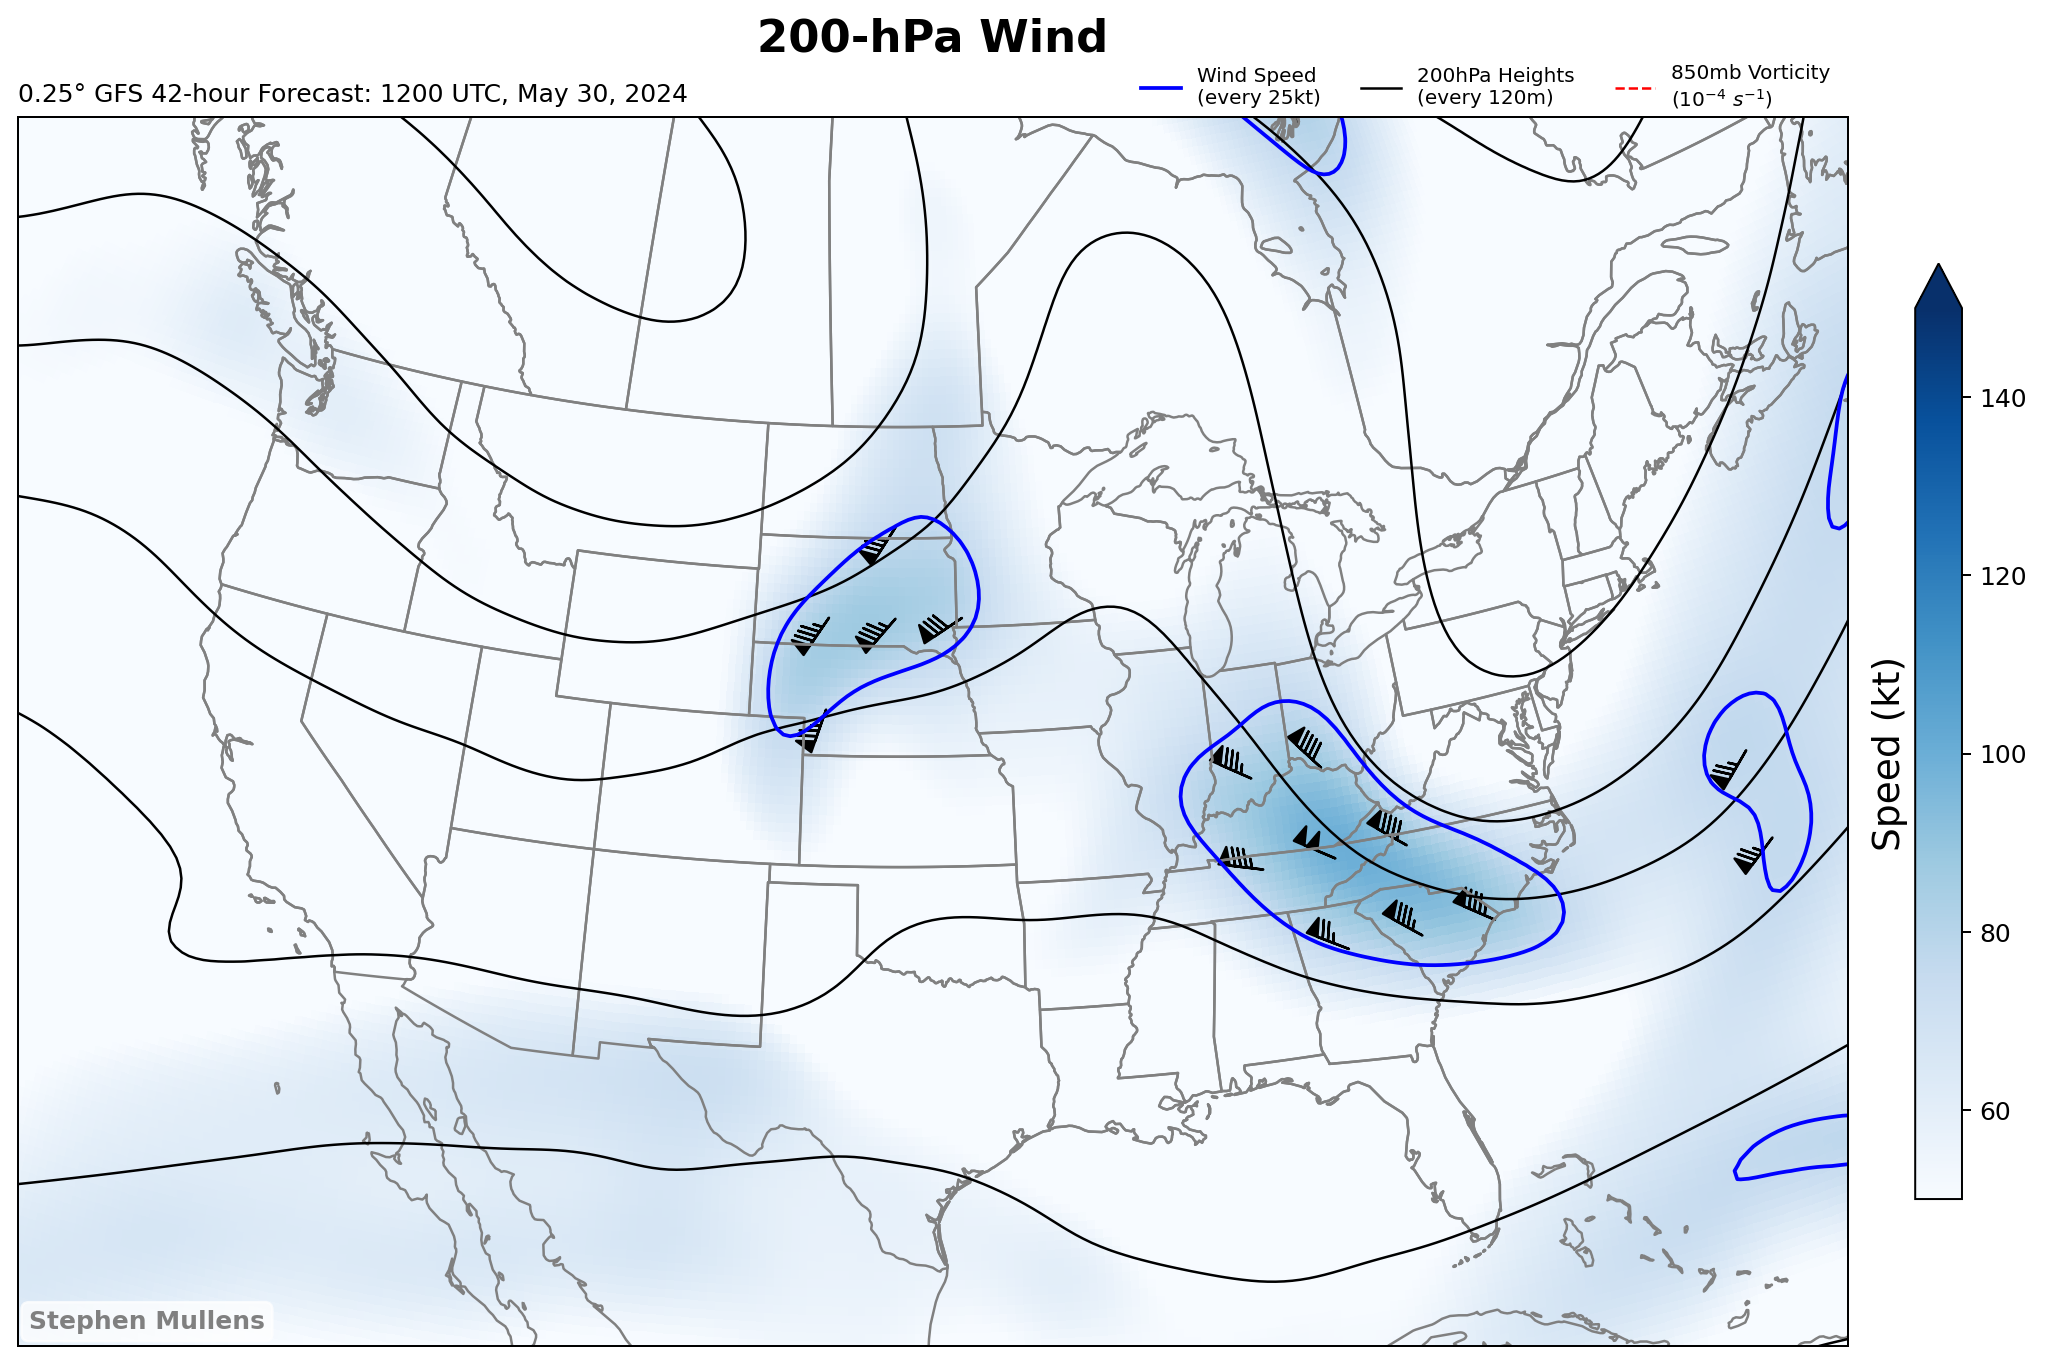 200-hPa Wind
0.25° GFS 42-hour Forecast: 1200 UTC, May 30, 2024
Wind Speed
(every 25kt)
200hPa Heights
(every 120m)
850mb Vorticity
(10⁻⁴ s⁻¹)
140
120
100
80
60
Speed (kt)
Stephen Mullens